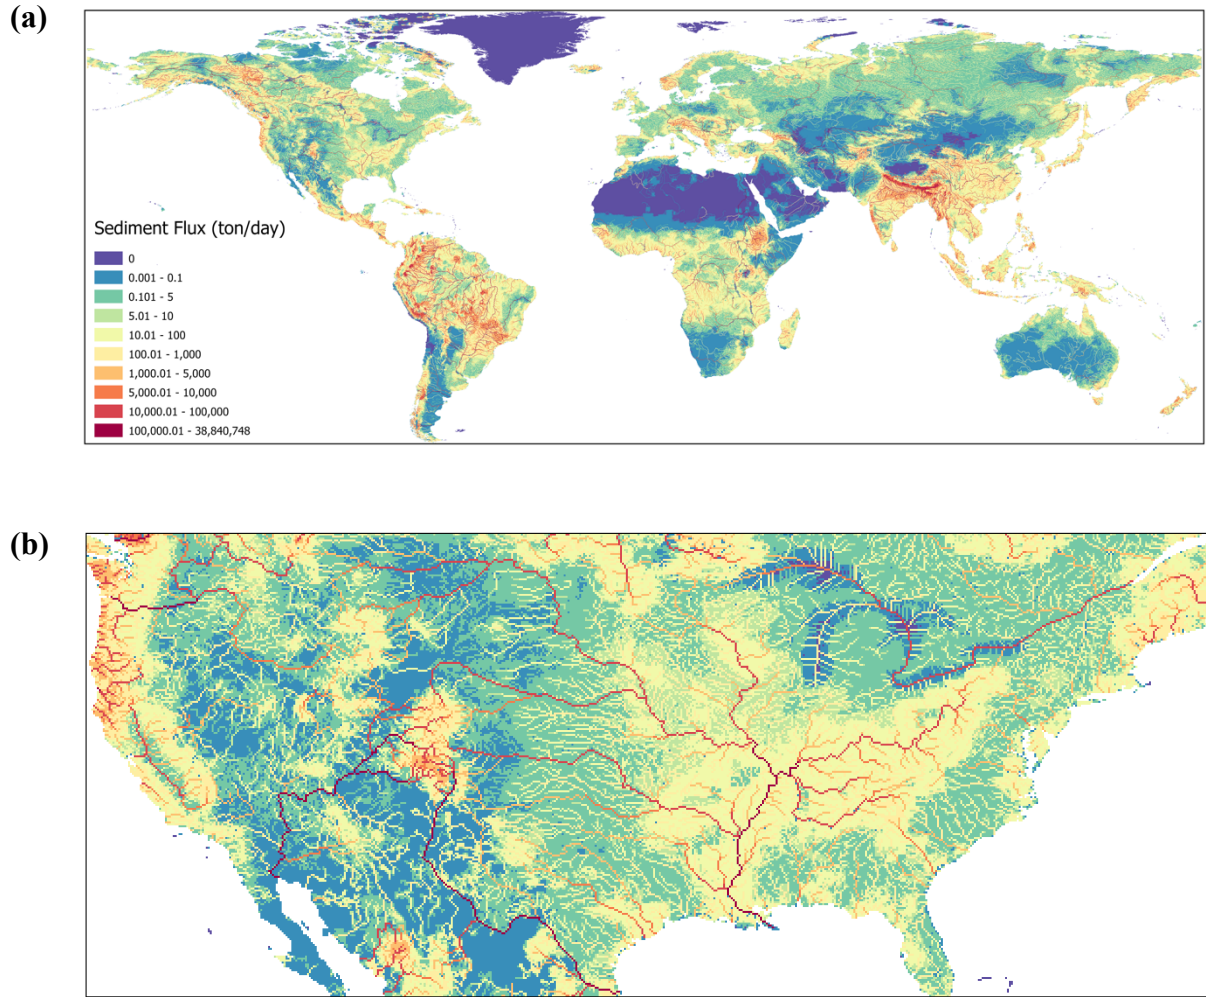 (a)
Sediment Flux (ton/day)
0
0.001 - 0.1
0.101 - 5
5.01 - 10
10.01 - 100
100.01 - 1,000
1,000.01 - 5,000
5,000.01 - 10,000
10,000.01 - 100,000
100,000.01 - 38,840,748
(b)